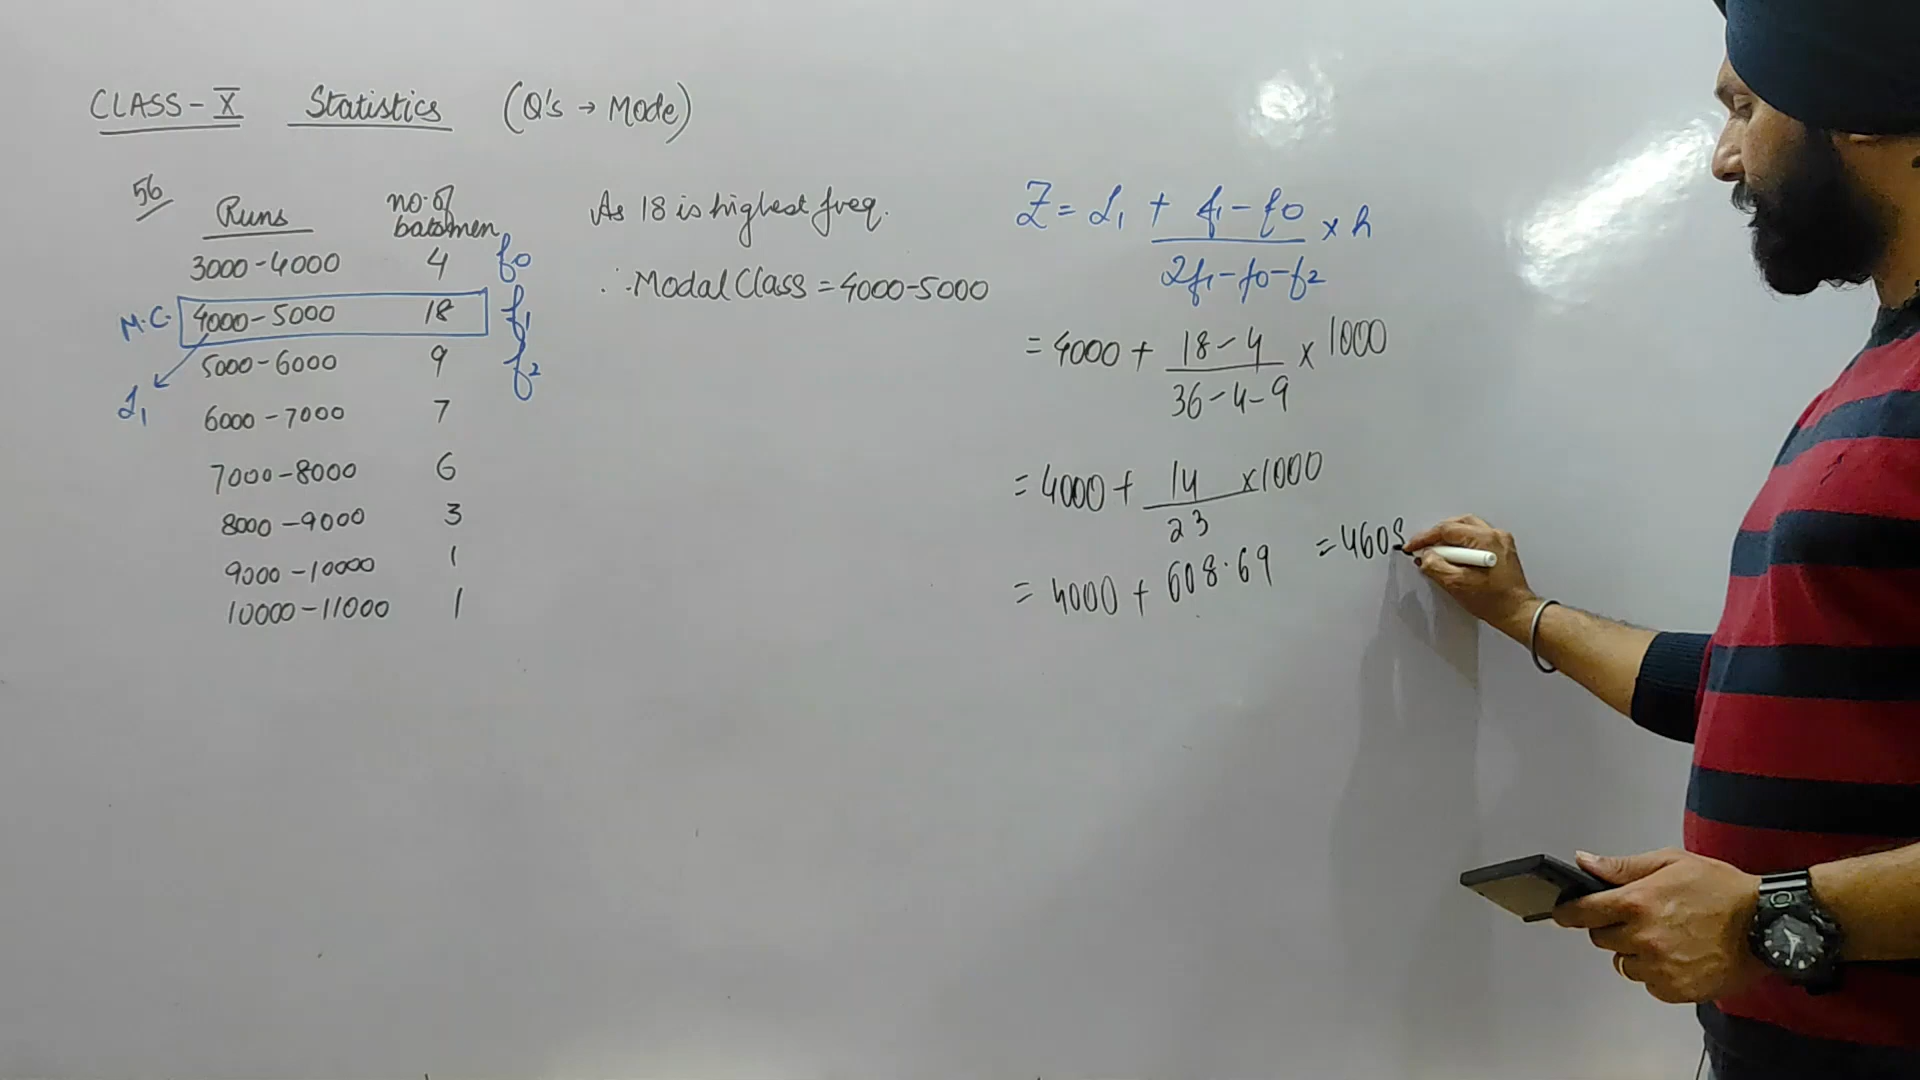 CLASS - X Statistics (Q's → Mode)
56
Runs no. of batsmen
3000-4000 4 f0
M.C. 4000-5000 18 f1
5000-6000 9 f2
L1
6000-7000 7
7000-8000 6
8000-9000 3
9000-10000 1
10000-11000 1
As 18 is highest freq.
∴ Modal Class = 4000-5000
Z = L1 + f1-f0 / 2f1-f0-f2 × h
= 4000 + 18-4 / 36-4-9 × 1000
= 4000 + 14 / 23 ×1000
= 4000 + 608.69 = 4608